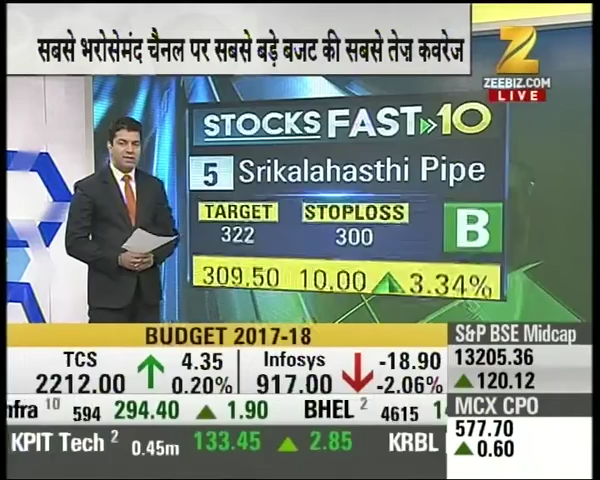 सबसे भरोसेमंद चैनल पर सबसे बड़े बजट की सबसे तेज़ कवरेज
Z
ZEEBIZ.COM
LIVE
STOCKS FAST 10
5 Srikalahasthi Pipe
TARGET STOPLOSS
322 300 B
309.50 10.00 3.34%
BUDGET 2017-18
TCS 4.35 Infosys -18.90
2212.00 0.20% 917.00 -2.06%
S&P BSE Midcap
13205.36
120.12
nfra 10 594 294.40 1.90 BHEL 2 4615
MCX CPO
577.70
0.60
KPIT Tech 2 0.45m 133.45 2.85 KRBL